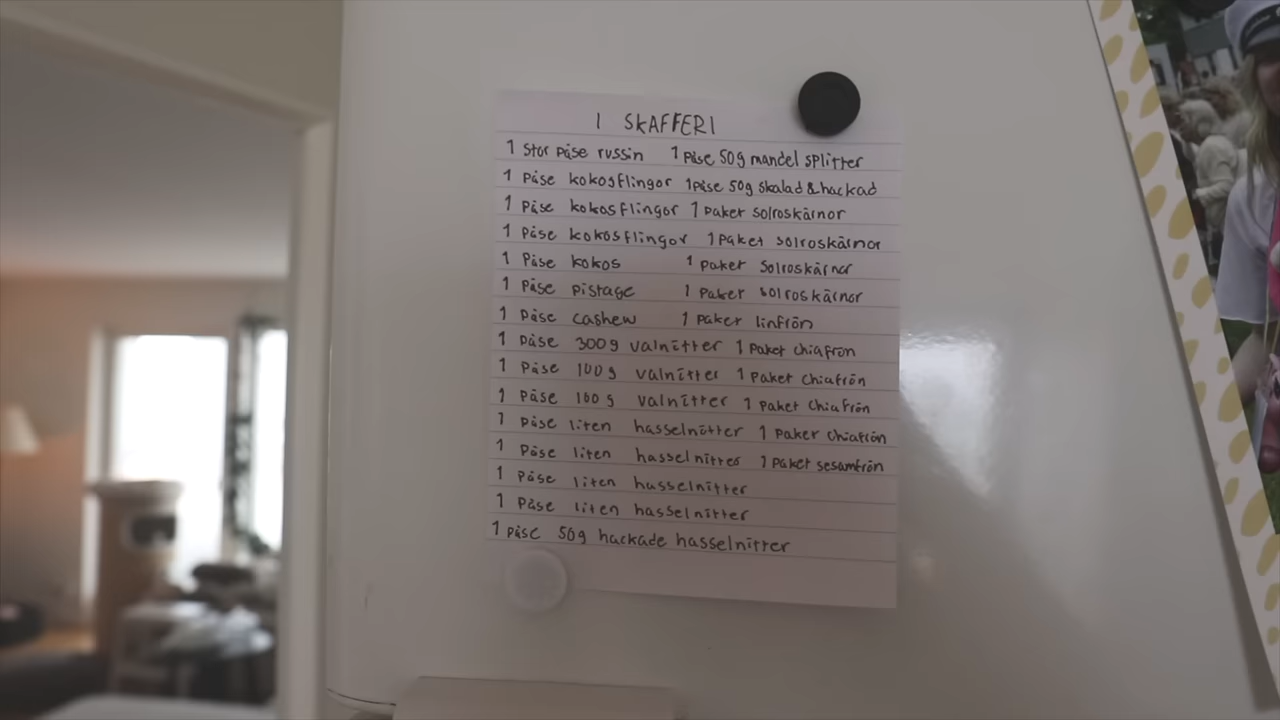 I SKAFFERI
1 Stor påse russin 1 påse 50g mandel splitter
1 Påse kokosflingor 1 påse 50g skalad & hackad
1 Påse kokosflingor 1 paket solroskärnor
1 Påse kokosflingor 1 paket solroskärnor
1 Påse kokos 1 paket solroskärnor
1 Påse pistage 1 paket solroskärnor
1 Påse cashew 1 paket linfrön
1 påse 300g valnötter 1 paket chiafrön
1 påse 100g valnötter 1 paket chiafrön
1 påse 100g valnötter 1 paket chiafrön
1 påse liten hasselnötter 1 paket chiafrön
1 påse liten hasselnötter 1 paket sesamfrön
1 påse liten hasselnötter
1 påse liten hasselnötter
1 påse 50g hackade hasselnötter